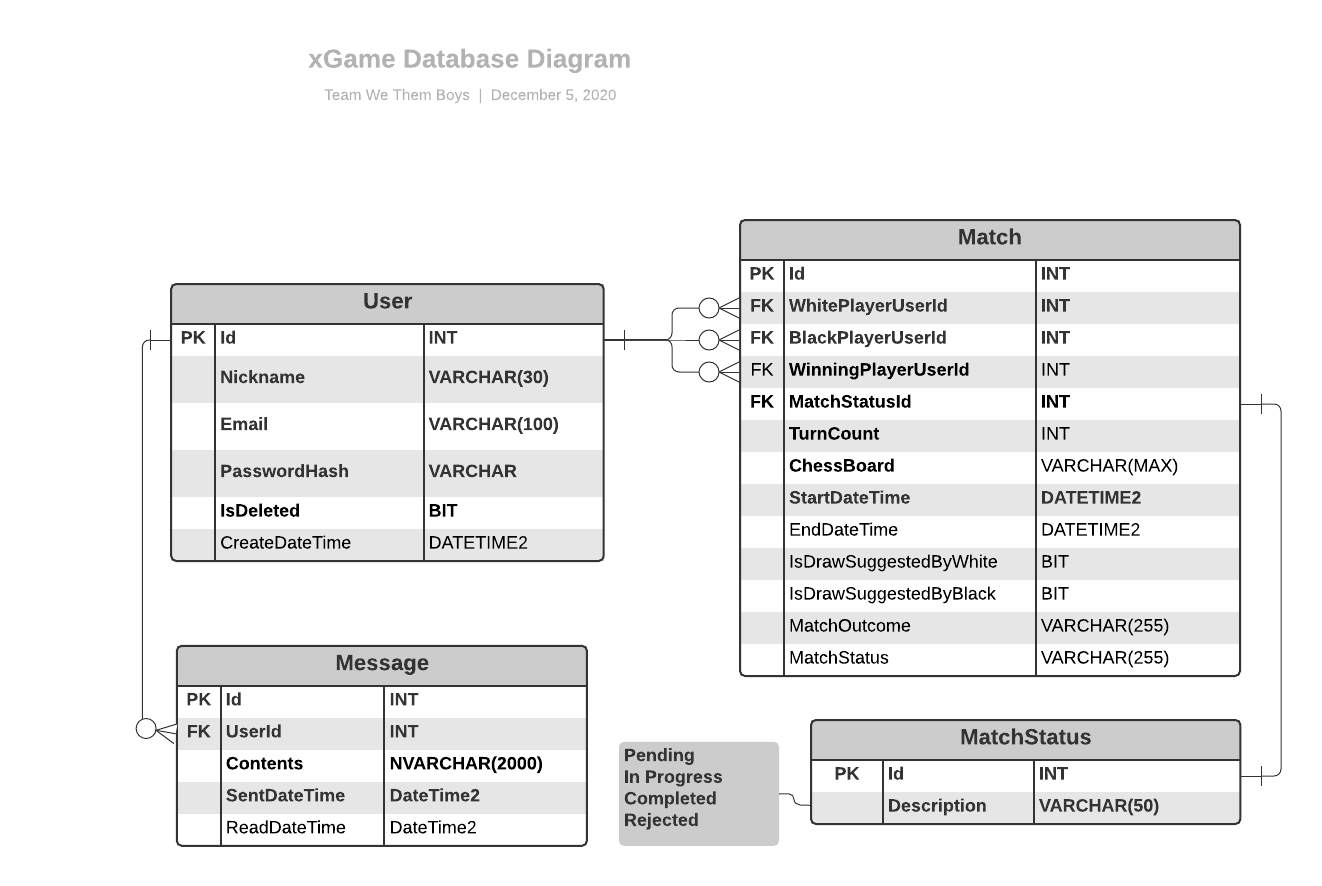 xGame Database Diagram
Team We Them Boys | December 5, 2020
User
PK Id INT
Nickname VARCHAR(30)
Email VARCHAR(100)
PasswordHash VARCHAR
IsDeleted BIT
CreateDateTime DATETIME2
Match
PK Id INT
FK WhitePlayerUserId INT
FK BlackPlayerUserId INT
FK WinningPlayerUserId INT
FK MatchStatusId INT
TurnCount INT
ChessBoard VARCHAR(MAX)
StartDateTime DATETIME2
EndDateTime DATETIME2
IsDrawSuggestedByWhite BIT
IsDrawSuggestedByBlack BIT
MatchOutcome VARCHAR(255)
MatchStatus VARCHAR(255)
Message
PK Id INT
FK UserId INT
Contents NVARCHAR(2000)
SentDateTime DateTime2
ReadDateTime DateTime2
Pending
In Progress
Completed
Rejected
MatchStatus
PK Id INT
Description VARCHAR(50)